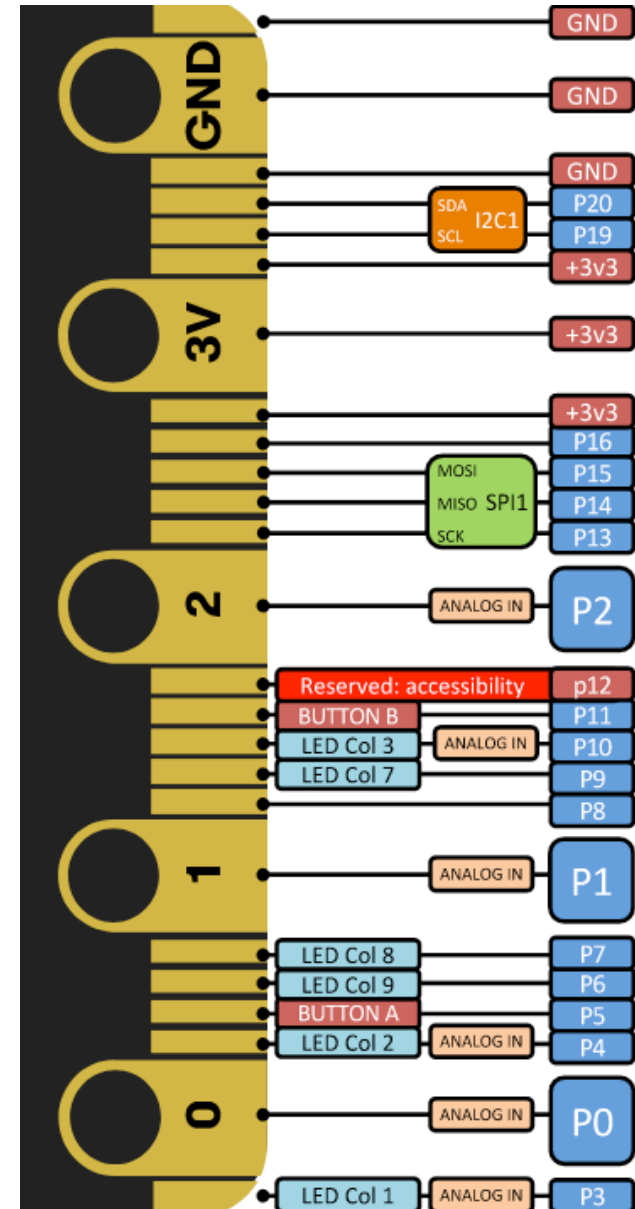 GND
GND GND
GND
SDA I2C1 P20
SCL P19
+3v3
3V +3v3
+3v3
P16
MOSI P15
MISO SPI1 P14
SCK P13
2 ANALOG IN P2
Reserved: accessibility p12
BUTTON B P11
LED Col 3 ANALOG IN P10
LED Col 7 P9
P8
1 ANALOG IN P1
LED Col 8 P7
LED Col 9 P6
BUTTON A P5
LED Col 2 ANALOG IN P4
0 ANALOG IN P0
LED Col 1 ANALOG IN P3